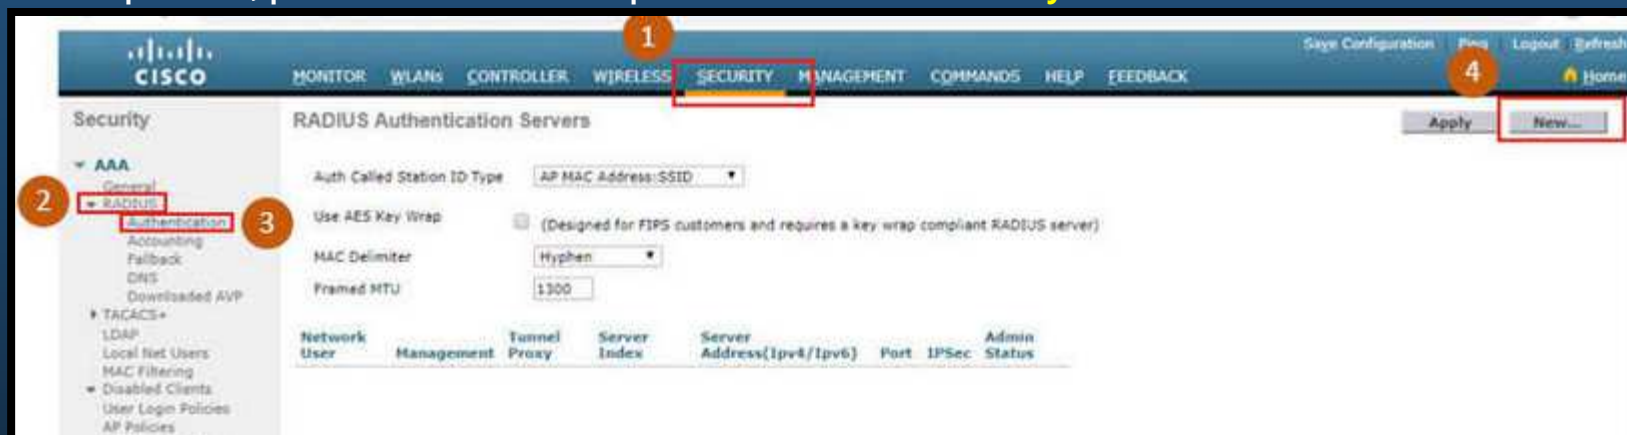 1
Save Configuration Ping Logout Refresh
CISCO
MONITOR WLANs CONTROLLER WIRELESS SECURITY MANAGEMENT COMMANDS HELP FEEDBACK
4
Home
Security
RADIUS Authentication Servers
Apply
New...
AAA
General
2
RADIUS
Authentication
3
Accounting
Fallback
DNS
Downloaded AVP
TACACS+
LDAP
Local Net Users
MAC Filtering
Disabled Clients
User Login Policies
AP Policies
Auth Called Station ID Type AP MAC Address:SSID
Use AES Key Wrap (Designed for FIPS customers and requires a key wrap compliant RADIUS server)
MAC Delimiter Hyphen
Framed MTU 1300
Network User Management Tunnel Proxy Server Index Server Address(Ipv4/Ipv6) Port IPSec Admin Status